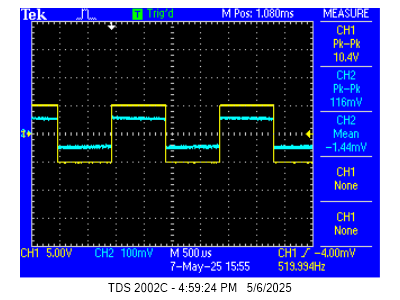 Tek T Trig'd M Pos: 1.080ms MEASURE
CH1
Pk-Pk
10.4V
CH2
Pk-Pk
116mV
CH2
Mean
-1.44mV
CH1
None
CH1
None
CH1 5.00V CH2 100mV M 500us CH1 -4.00mV
7-May-25 15:55 519.994Hz
TDS 2002C - 4:59:24 PM 5/6/2025